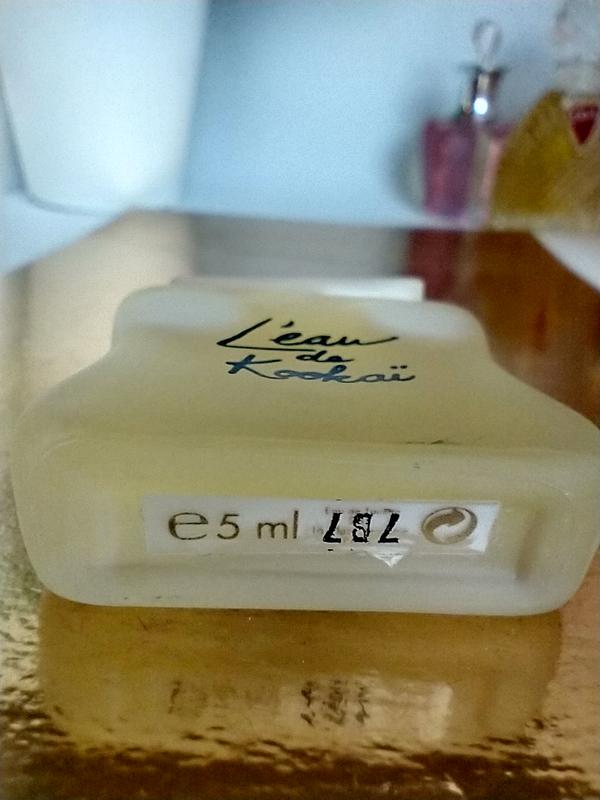 L'eau
de
Kookaï
℮ 5 ml